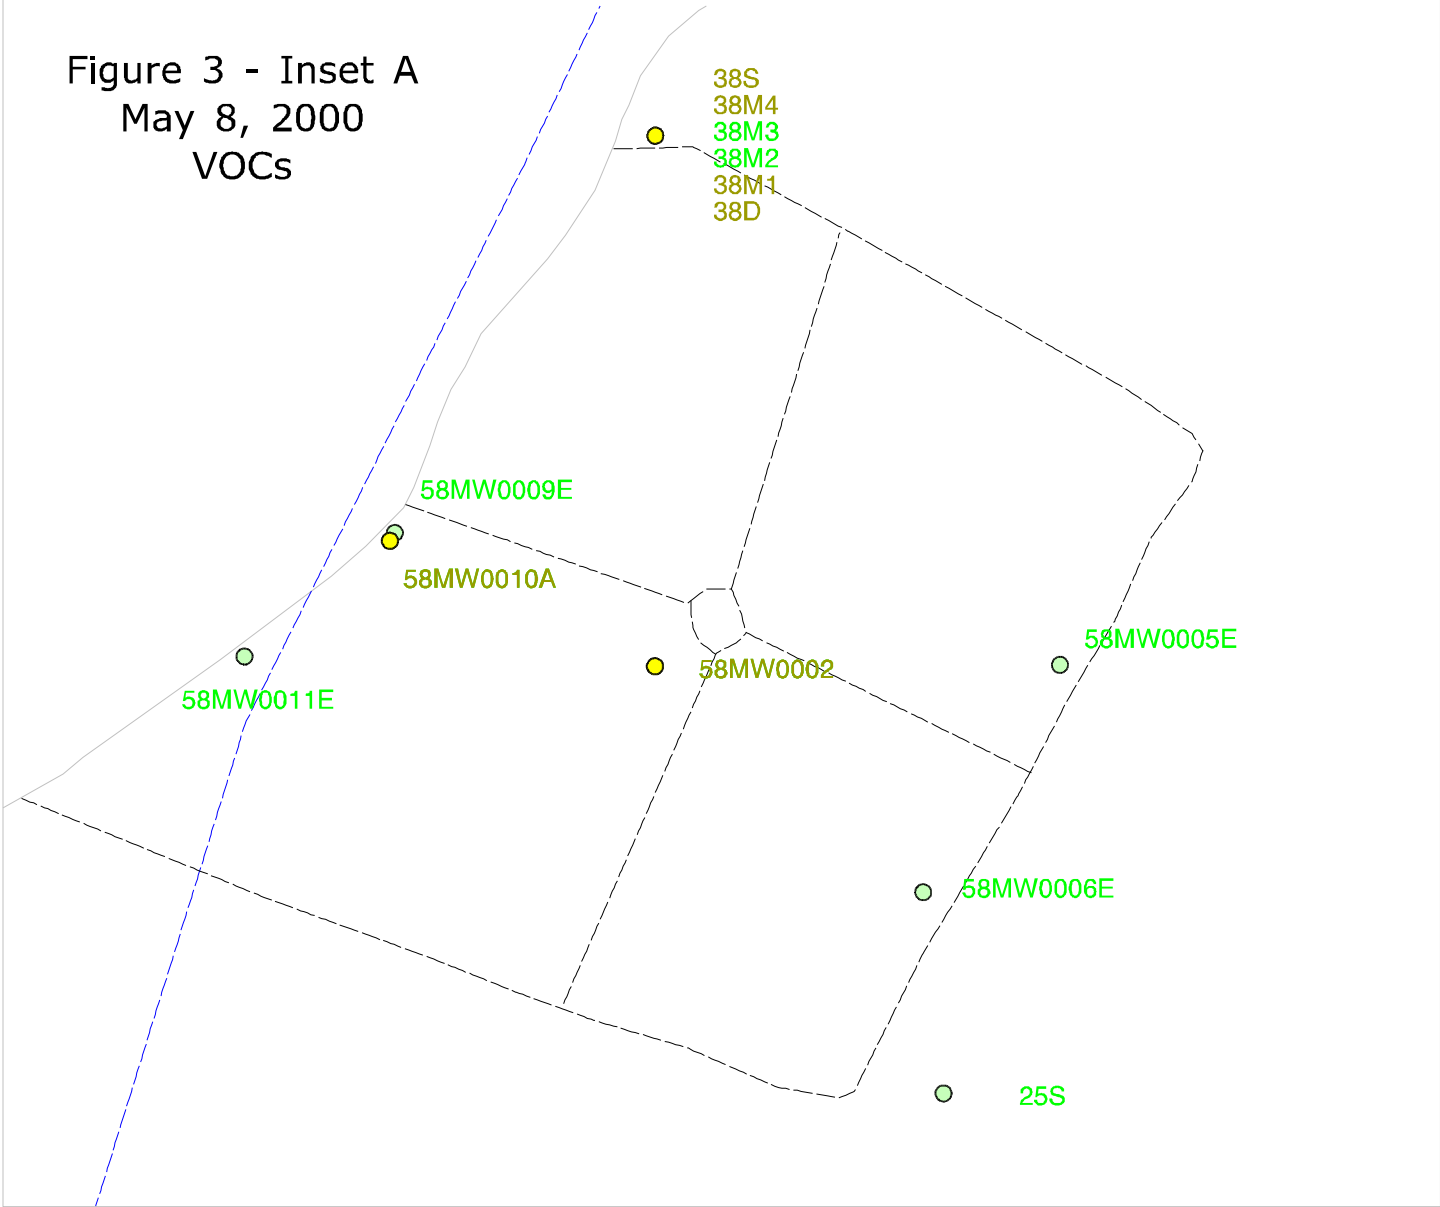 Figure 3 - Inset A
May 8, 2000
VOCs
38S
38M4
38M3
38M2
38M1
38D
58MW0009E
58MW0010A
58MW0005E
58MW0002
58MW0011E
58MW0006E
25S